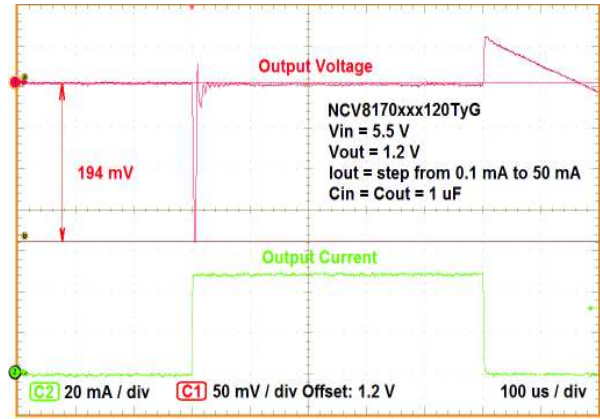 Output Voltage
NCV8170xxx120TyG
Vin = 5.5 V
Vout = 1.2 V
Iout = step from 0.1 mA to 50 mA
Cin = Cout = 1 uF
194 mV
Output Current
C2 20 mA / div C1 50 mV / div Offset: 1.2 V 100 us / div